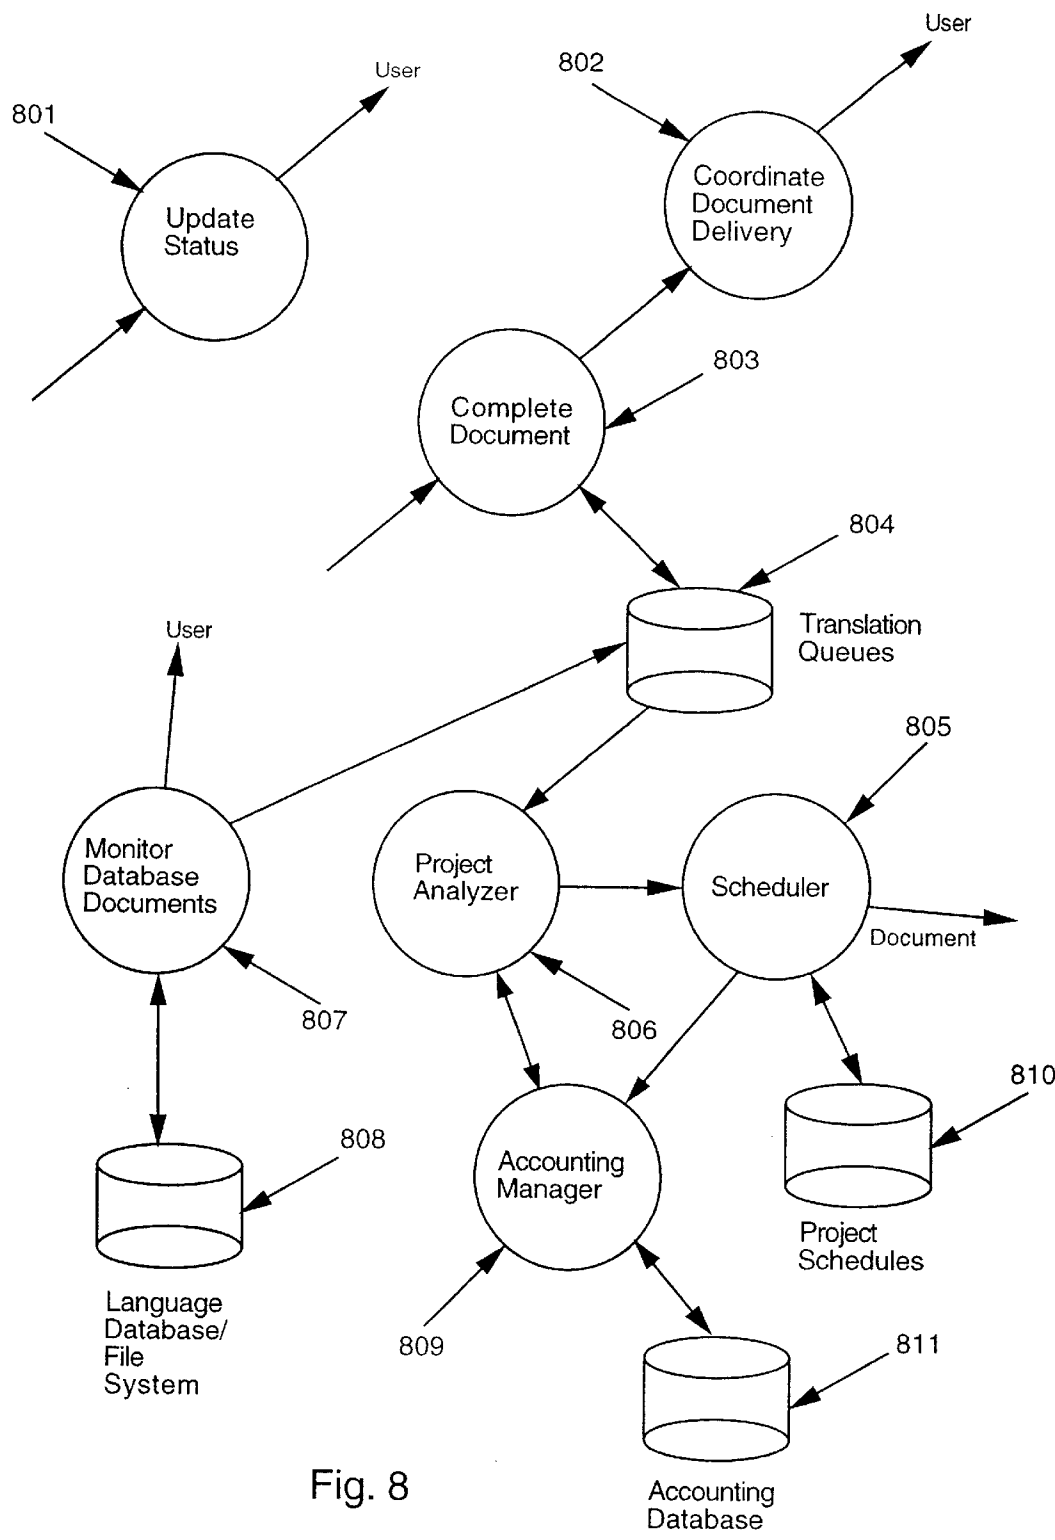 User
802
User
801
Coordinate
Document
Delivery
Update
Status
803
Complete
Document
804
Translation
Queues
User
805
Monitor
Database
Documents
Project
Analyzer
Scheduler
Document
807
806
810
808
Accounting
Manager
Project
Schedules
Language
Database/
File
System
809
811
Fig. 8
Accounting
Database